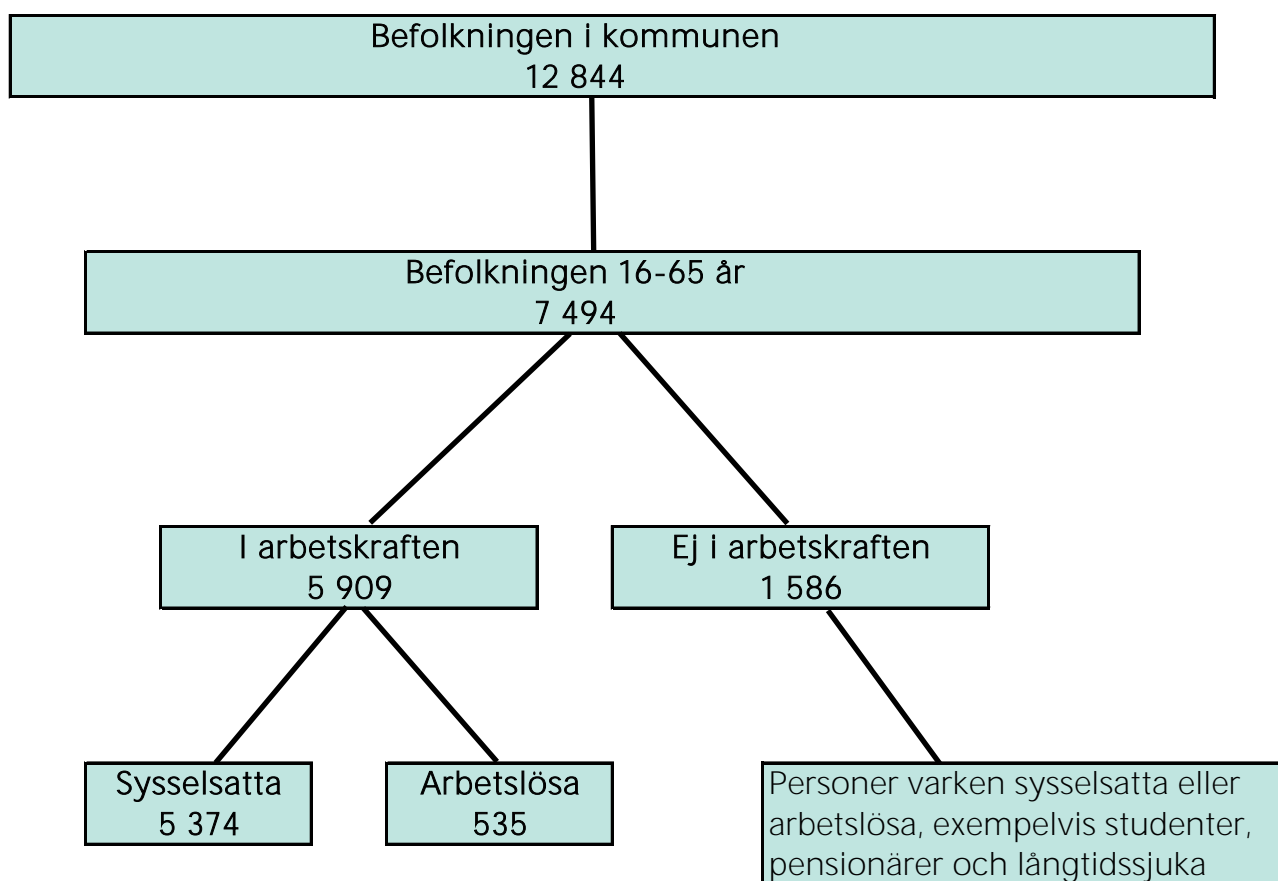 Befolkningen i kommunen
12 844
Befolkningen 16-65 år
7 494
I arbetskraften
5 909
Ej i arbetskraften
1 586
Sysselsatta
5 374
Arbetslösa
535
Personer varken sysselsatta eller
arbetslösa, exempelvis studenter,
pensionärer och långtidssjuka